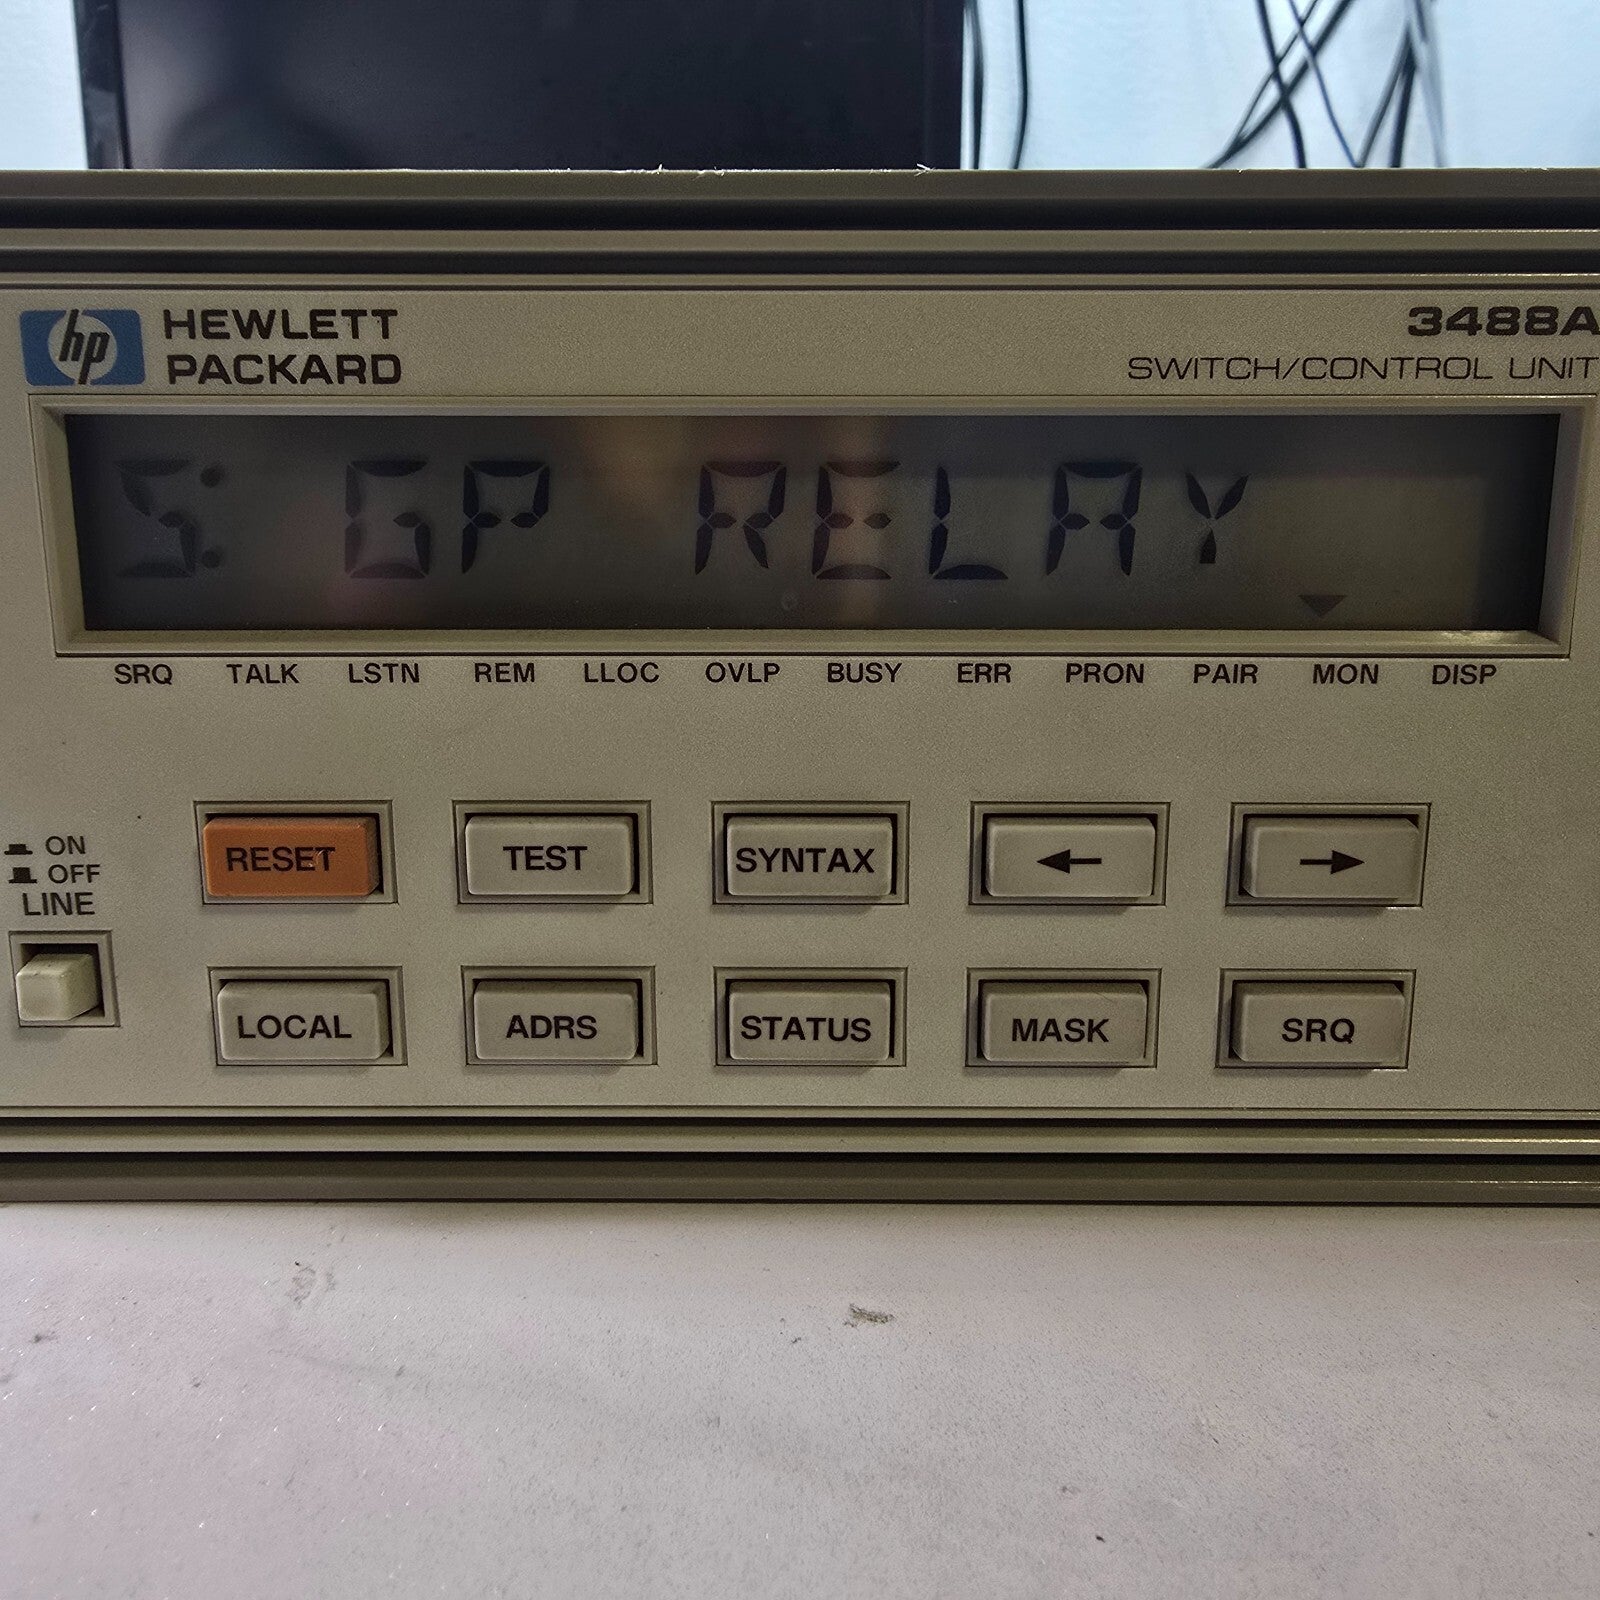 hp HEWLETT PACKARD
3488A
SWITCH/CONTROL UNIT
5: GP RELAY
SRQ TALK LSTN REM LLOC OVLP BUSY ERR PRON PAIR MON DISP
ON
OFF
LINE
RESET TEST SYNTAX ← →
LOCAL ADRS STATUS MASK SRQ